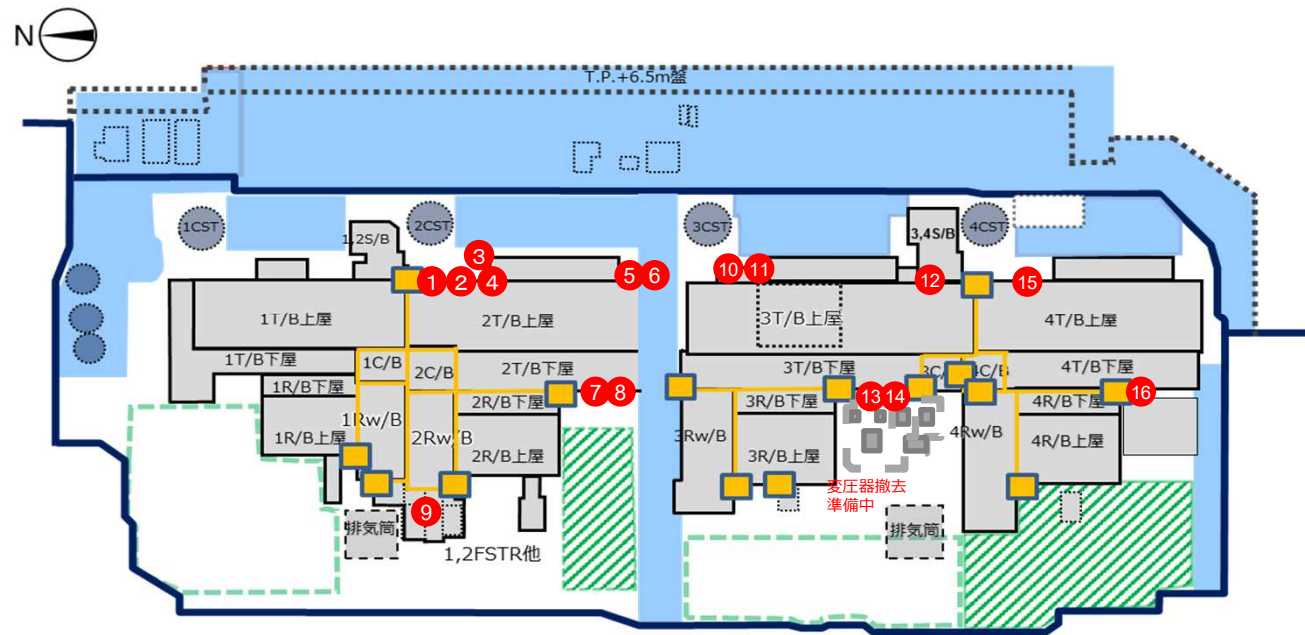 N
T.P.+6.5m盤
1CST
2CST
3CST
4CST
1,2S/B
3,4S/B
3
1
2
4
5
6
10
11
12
15
1T/B上屋
2T/B上屋
3T/B上屋
4T/B上屋
1T/B下屋
1C/B
2C/B
2T/B下屋
3T/B下屋
3C/B
4C/B
4T/B下屋
1R/B下屋
2R/B下屋
7
8
3R/B下屋
13
14
4R/B下屋
16
1Rw/B
2Rw/B
3Rw/B
4Rw/B
1R/B上屋
2R/B上屋
3R/B上屋
4R/B上屋
変圧器撤去
準備中
9
排気筒
1,2FSTR他
排気筒